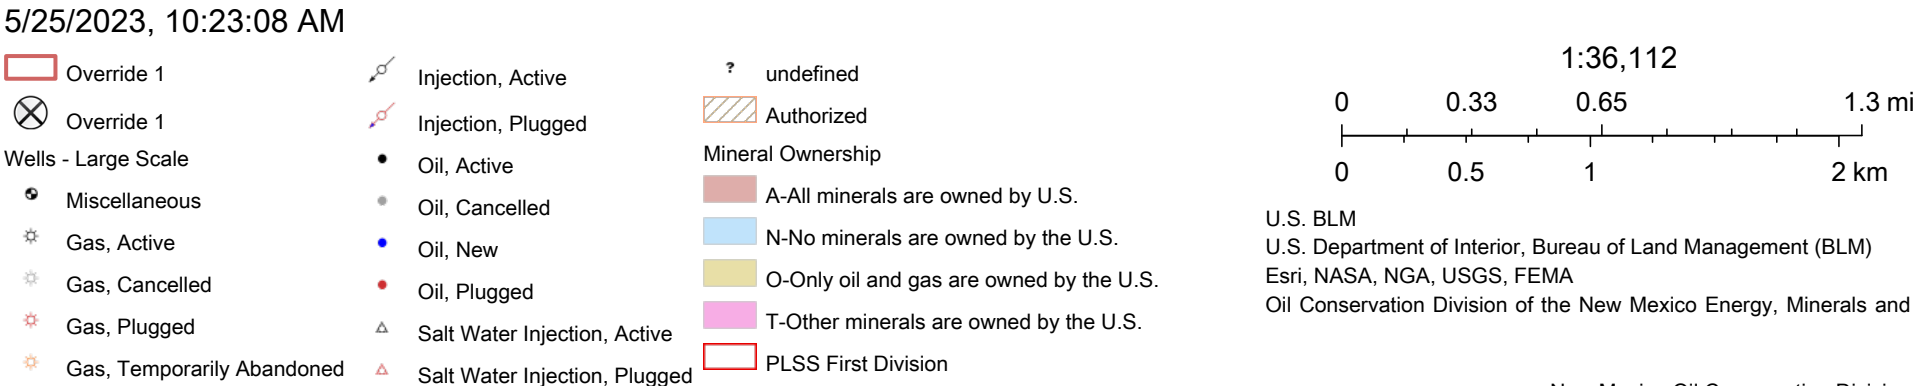 5/25/2023, 10:23:08 AM
Override 1
Override 1
Wells - Large Scale
Miscellaneous
Gas, Active
Gas, Cancelled
Gas, Plugged
Gas, Temporarily Abandoned
Injection, Active
Injection, Plugged
Oil, Active
Oil, Cancelled
Oil, New
Oil, Plugged
Salt Water Injection, Active
Salt Water Injection, Plugged
? undefined
Authorized
Mineral Ownership
A-All minerals are owned by U.S.
N-No minerals are owned by the U.S.
O-Only oil and gas are owned by the U.S.
T-Other minerals are owned by the U.S.
PLSS First Division
1:36,112
0 0.33 0.65 1.3 mi
0 0.5 1 2 km
U.S. BLM
U.S. Department of Interior, Bureau of Land Management (BLM)
Esri, NASA, NGA, USGS, FEMA
Oil Conservation Division of the New Mexico Energy, Minerals and
New Mexico Oil Conservation Division